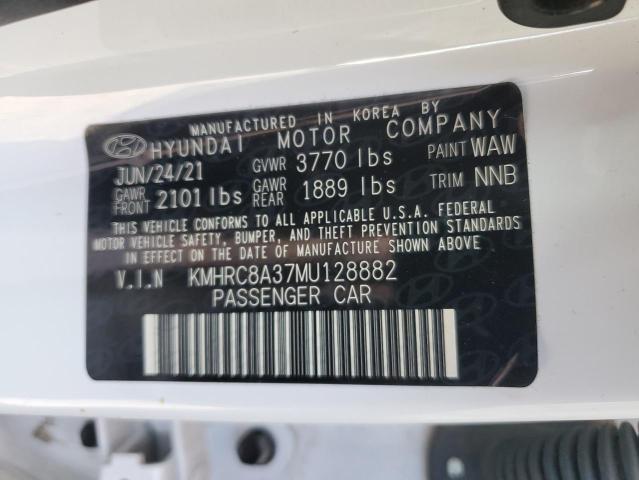 MANUFACTURED IN KOREA BY
HYUNDAI MOTOR COMPANY
JUN/24/21 GVWR 3770 lbs PAINT WAW
GAWR FRONT 2101 lbs GAWR REAR 1889 lbs TRIM NNB
THIS VEHICLE CONFORMS TO ALL APPLICABLE U.S.A. FEDERAL
MOTOR VEHICLE SAFETY, BUMPER, AND THEFT PREVENTION STANDARDS
IN EFFECT ON THE DATE OF MANUFACTURE SHOWN ABOVE.
V.I.N KMHRC8A37MU128882
PASSENGER CAR